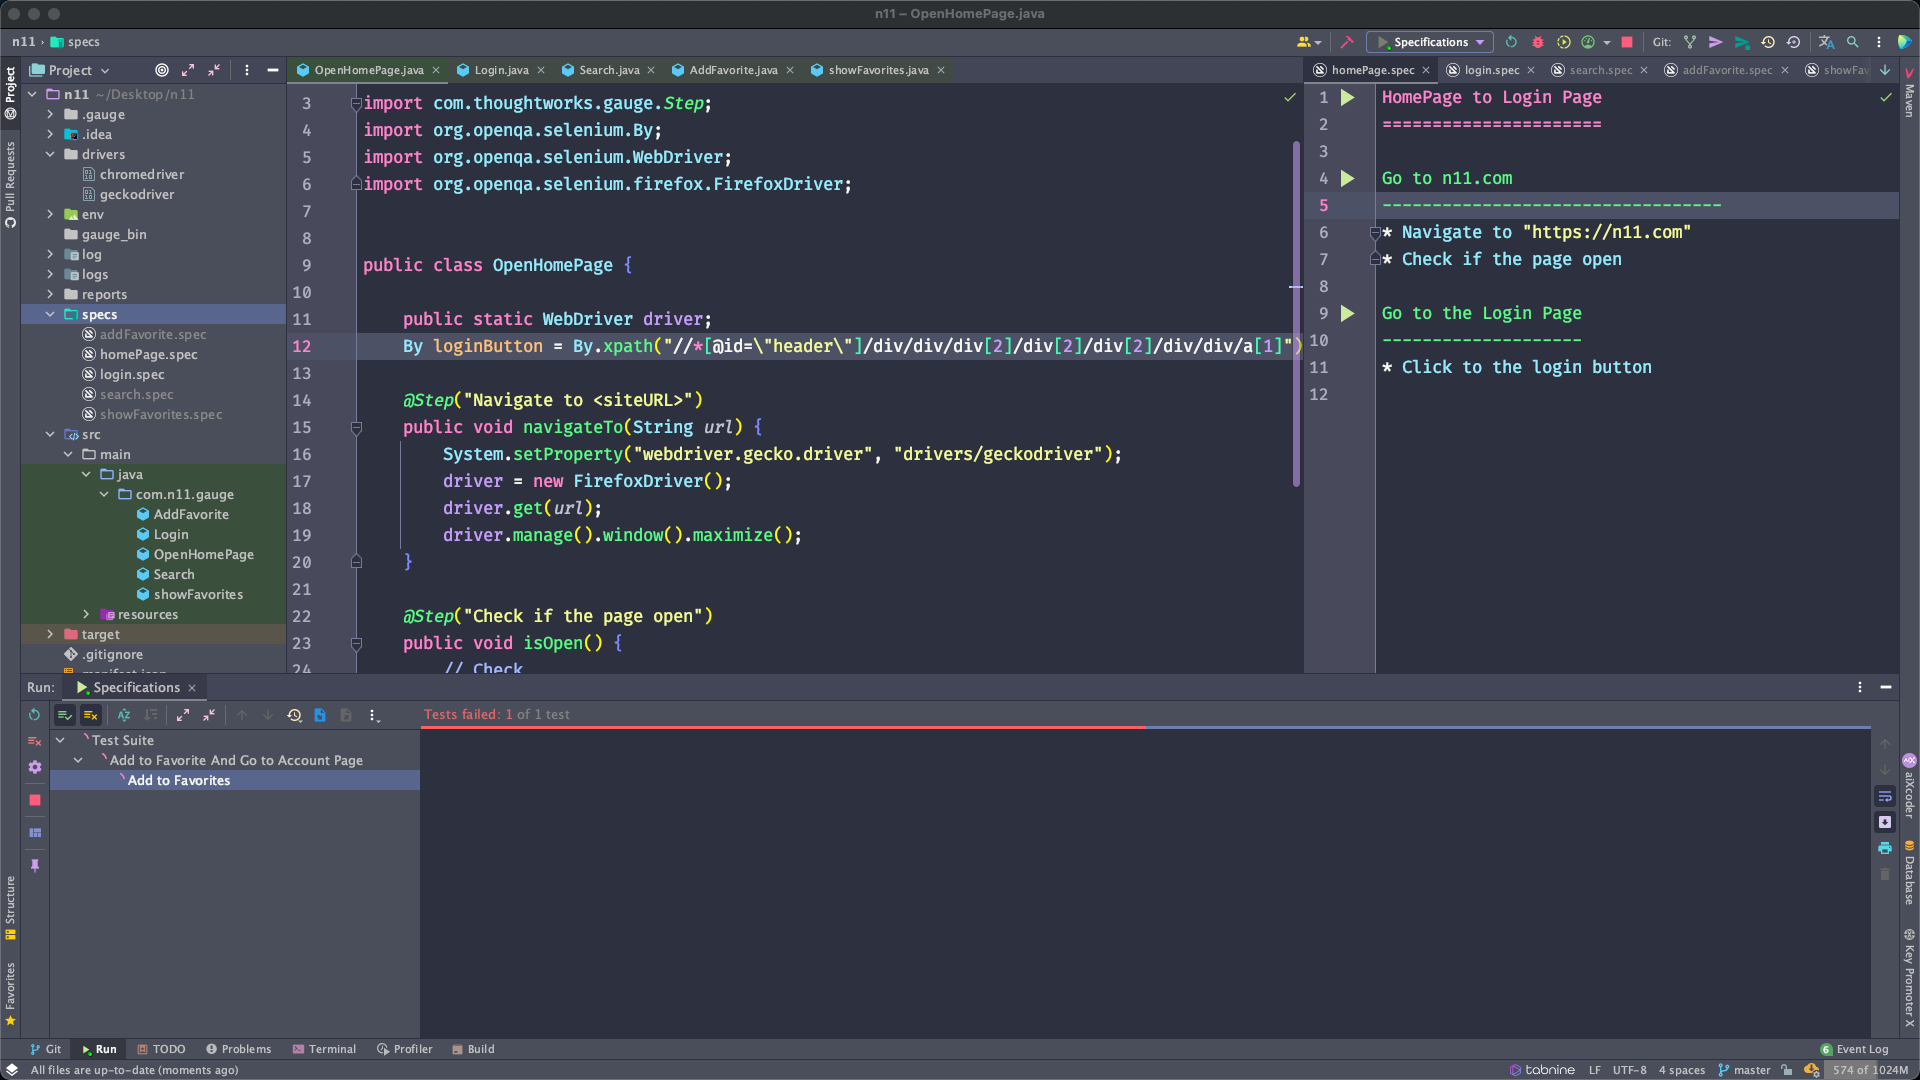 n11 – OpenHomePage.java
n11 › specs
Specifications
Git:
Project
n11 ~/Desktop/n11
.gauge
.idea
drivers
chromedriver
geckodriver
env
gauge_bin
log
logs
reports
specs
addFavorite.spec
homePage.spec
login.spec
search.spec
showFavorites.spec
src
main
java
com.n11.gauge
AddFavorite
Login
OpenHomePage
Search
showFavorites
resources
target
.gitignore
Project
Pull Requests
Structure
Favorites
OpenHomePage.java
Login.java
Search.java
AddFavorite.java
showFavorites.java
3 import com.thoughtworks.gauge.Step;
4 import org.openqa.selenium.By;
5 import org.openqa.selenium.WebDriver;
6 import org.openqa.selenium.firefox.FirefoxDriver;
7
8
9 public class OpenHomePage {
10
11 public static WebDriver driver;
12 By loginButton = By.xpath("//*[@id=\"header\"]/div/div/div[2]/div[2]/div[2]/div/div/a[1]")
13
14 @Step("Navigate to <siteURL>")
15 public void navigateTo(String url) {
16 System.setProperty("webdriver.gecko.driver", "drivers/geckodriver");
17 driver = new FirefoxDriver();
18 driver.get(url);
19 driver.manage().window().maximize();
20 }
21
22 @Step("Check if the page open")
23 public void isOpen() {
24 // Check
homePage.spec
login.spec
search.spec
addFavorite.spec
showFav
1 HomePage to Login Page
2 ======================
3
4 Go to n11.com
5 ----------------------------------
6 * Navigate to "https://n11.com"
7 * Check if the page open
8
9 Go to the Login Page
10 --------------------
11 * Click to the login button
12
Maven
aiXcoder
Database
Key Promoter X
Run: Specifications
Tests failed: 1 of 1 test
Test Suite
Add to Favorite And Go to Account Page
Add to Favorites
Git
Run
TODO
Problems
Terminal
Profiler
Build
6 Event Log
All files are up-to-date (moments ago)
tabnine
LF
UTF-8
4 spaces
master
574 of 1024M